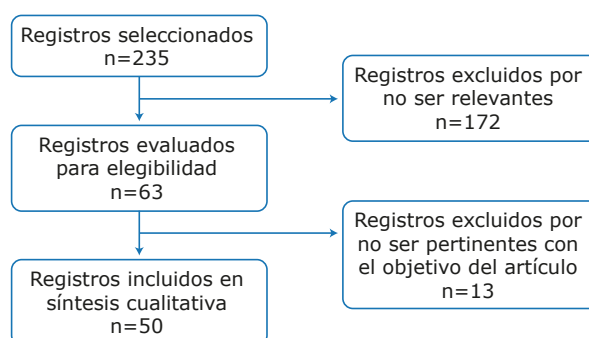 Registros seleccionados
n=235
Registros excluidos por
no ser relevantes
n=172
Registros evaluados
para elegibilidad
n=63
Registros excluidos por
no ser pertinentes con
el objetivo del artículo
n=13
Registros incluidos en
síntesis cualitativa
n=50